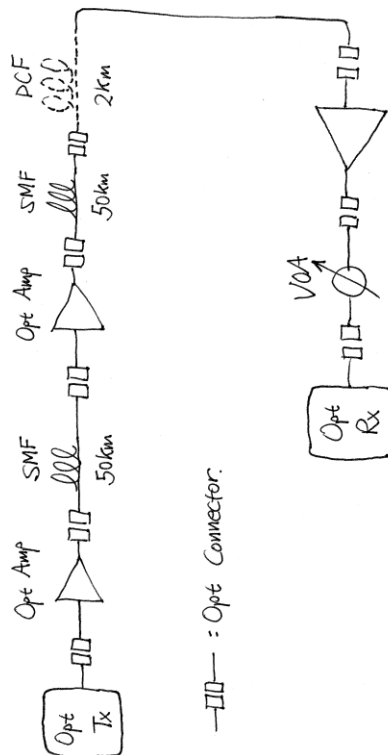 Opt
Tx
Opt Amp
SMF
50km
Opt Amp
SMF
50km
PCF
2km
VOA
Opt
Rx
= Opt Connector.